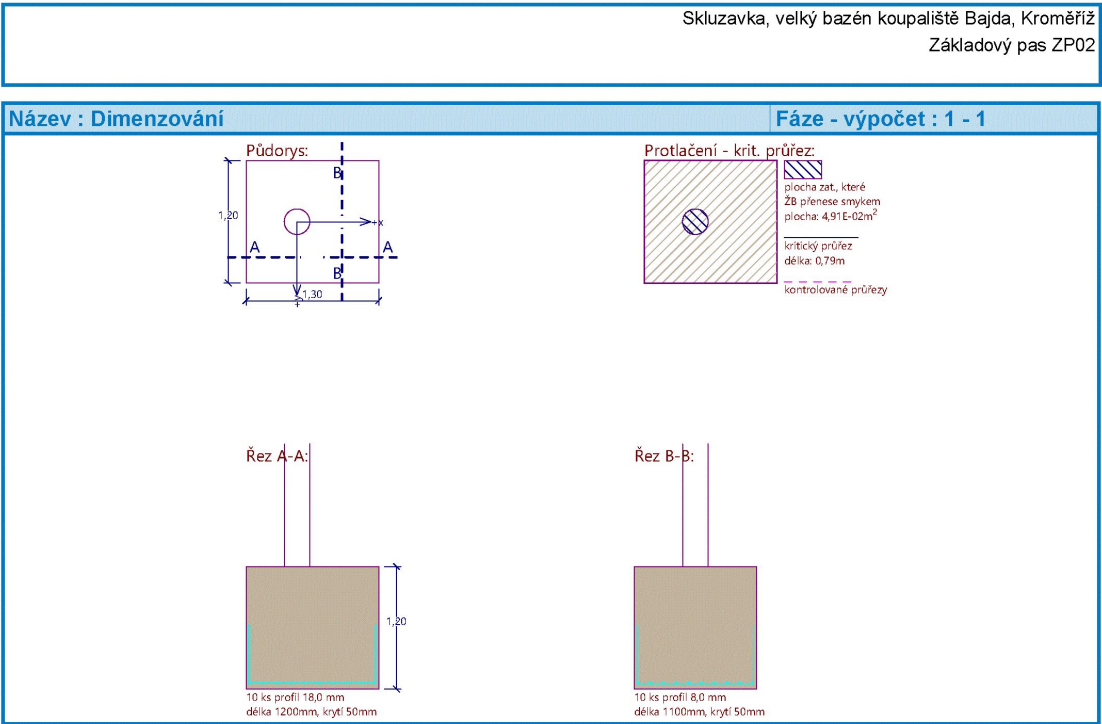 Skluzavka, velký bazén koupaliště Bajda, Kroměříž
Základový pas ZP02
Název : Dimenzování
Fáze - výpočet : 1 - 1
Půdorys:
B
1,20
+x
A
A
B
1,30
+
Protlačení - krit. průřez:
plocha zat., které
ŽB přenese smykem
plocha: 4,91E-02m²
kritický průřez
délka: 0,79m
kontrolované průřezy
Řez A-A:
1,20
10 ks profil 18,0 mm
délka 1200mm, krytí 50mm
Řez B-B:
10 ks profil 8,0 mm
délka 1100mm, krytí 50mm